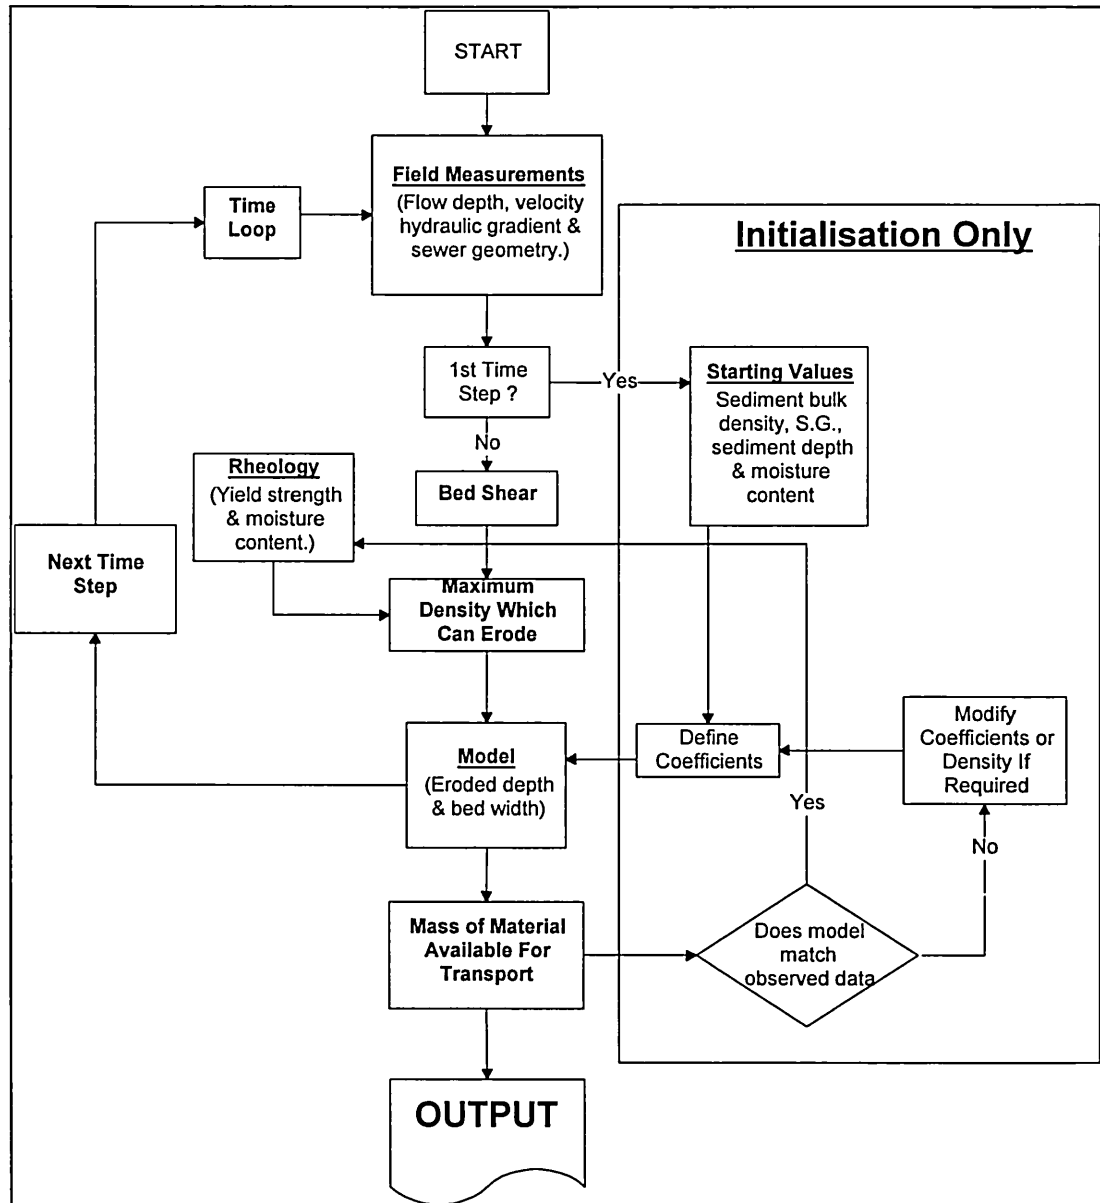 START
Field Measurements
(Flow depth, velocity
hydraulic gradient &
sewer geometry.)
Time
Loop
Initialisation Only
1st Time
Step ?
Yes
Starting Values
Sediment bulk
density, S.G.,
sediment depth
& moisture
content
No
Rheology
(Yield strength
& moisture
content.)
Bed Shear
Next Time
Step
Maximum
Density Which
Can Erode
Model
(Eroded depth
& bed width)
Define
Coefficients
Modify
Coefficients or
Density If
Required
Yes
No
Mass of Material
Available For
Transport
Does model
match
observed data
OUTPUT